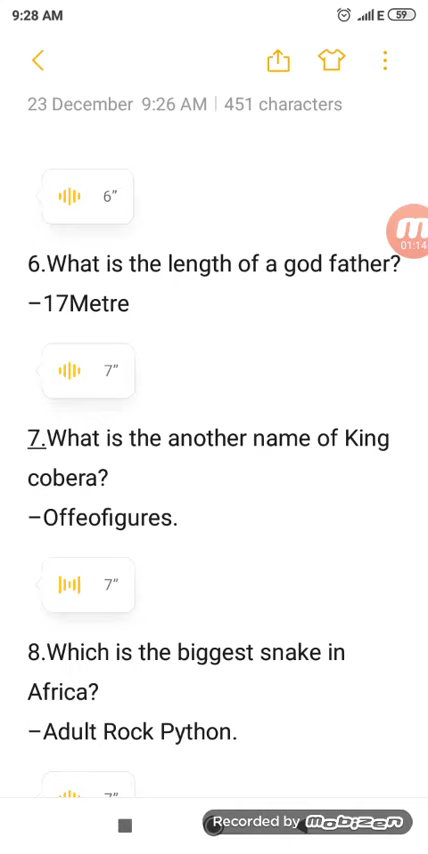 9:28 AM E 59
23 December 9:26 AM | 451 characters
6”
01:14
6.What is the length of a god father?
–17Metre
7”
7.What is the another name of King
cobera?
–Offeofigures.
7”
8.Which is the biggest snake in
Africa?
–Adult Rock Python.
7”
Recorded by mobizen